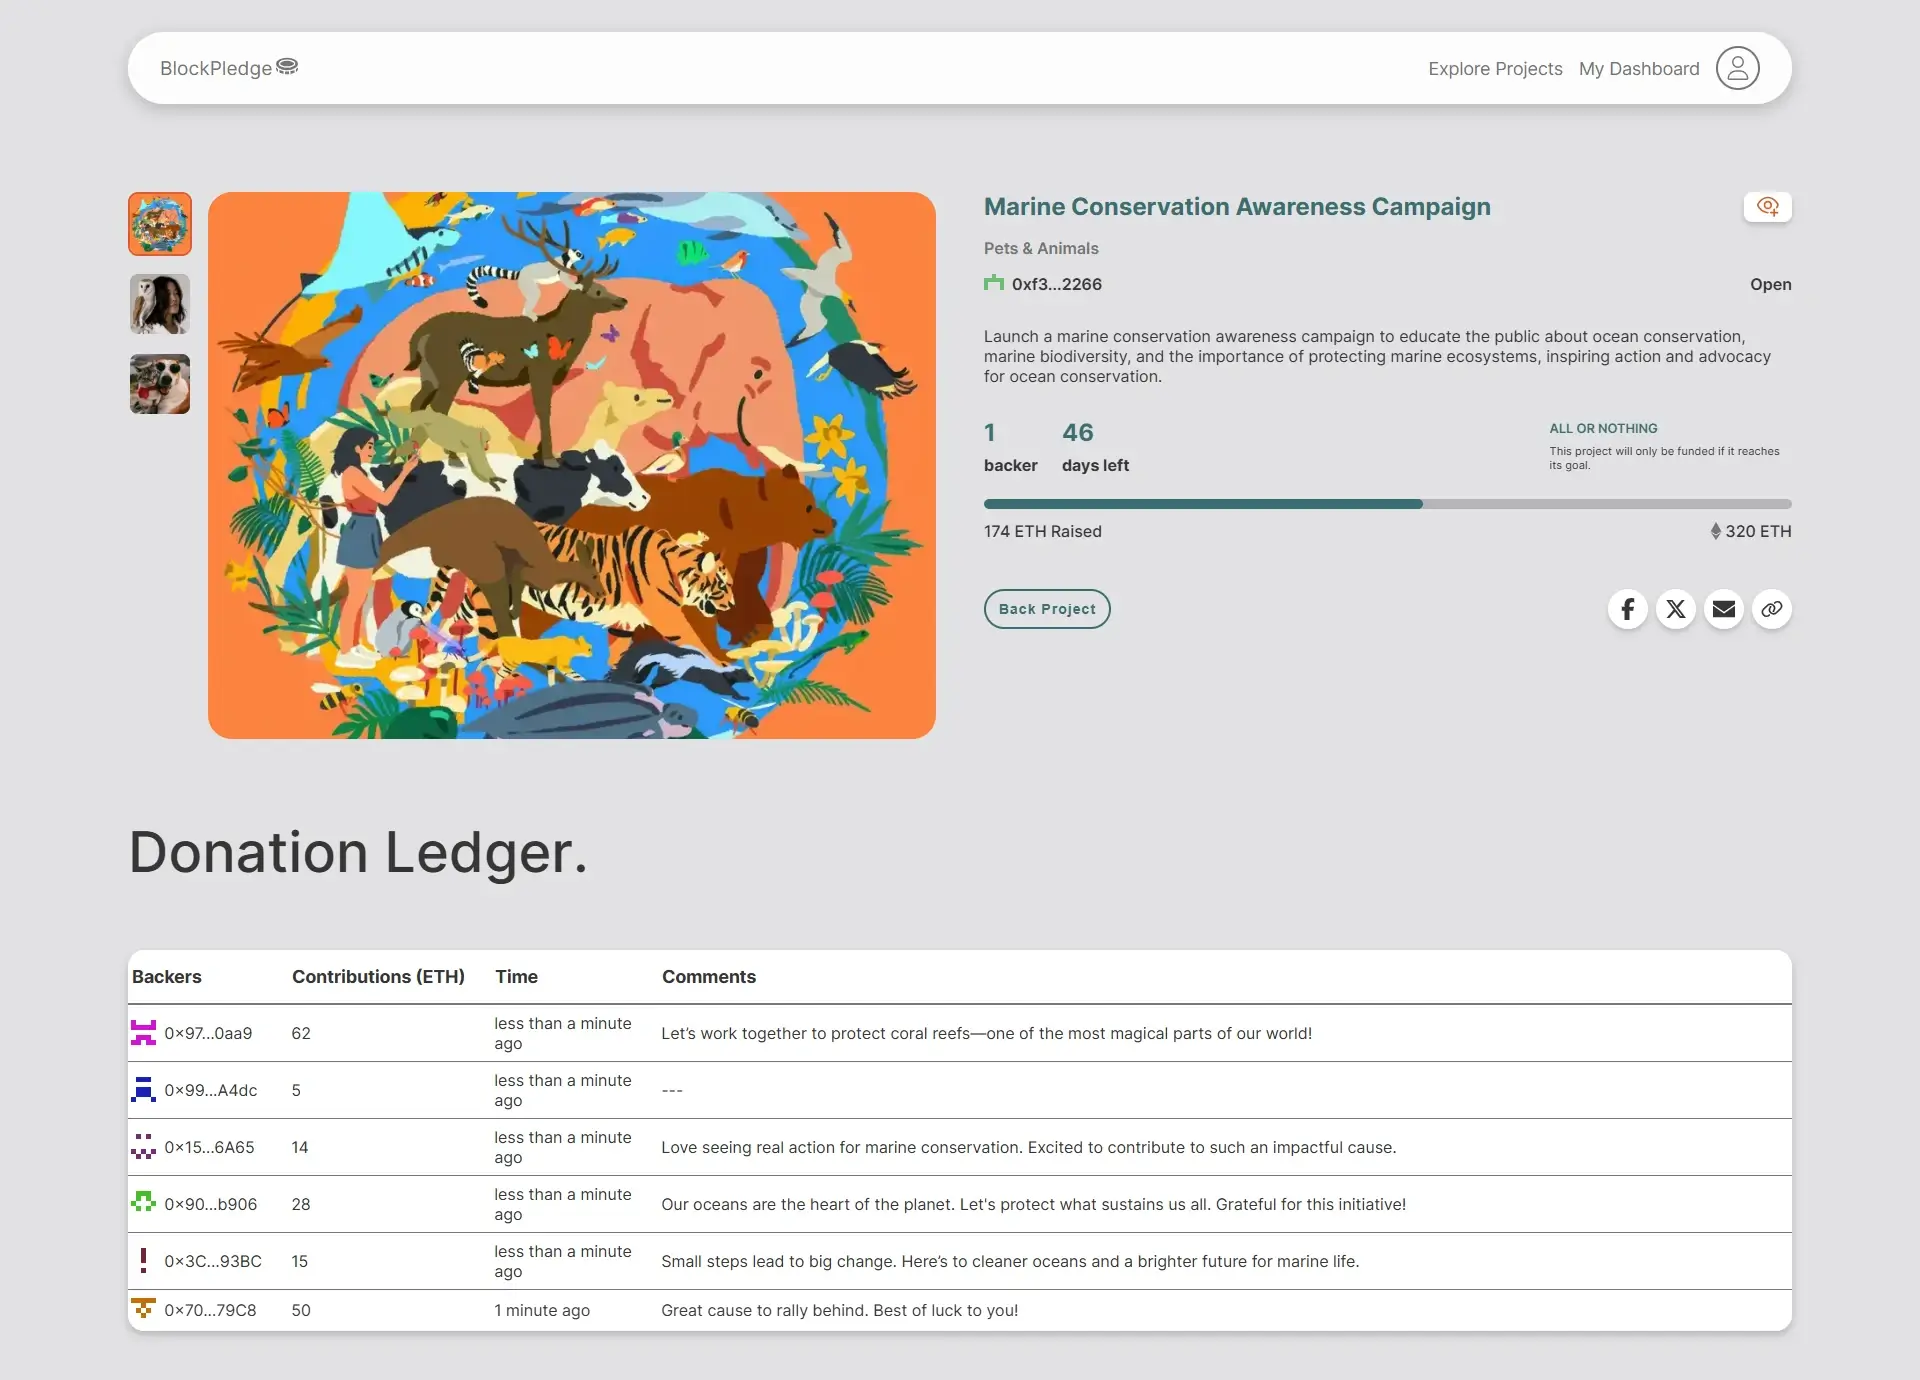 BlockPledge
Explore Projects
My Dashboard
Marine Conservation Awareness Campaign
Pets & Animals
0xf3...2266
Open
Launch a marine conservation awareness campaign to educate the public about ocean conservation,
marine biodiversity, and the importance of protecting marine ecosystems, inspiring action and advocacy
for ocean conservation.
1
backer
46
days left
ALL OR NOTHING
This project will only be funded if it reaches
its goal.
174 ETH Raised
320 ETH
Back Project
Donation Ledger.
Backers Contributions (ETH) Time Comments
0×97...0aa9 62 less than a minute
ago
Let’s work together to protect coral reefs—one of the most magical parts of our world!
0×99...A4dc 5 less than a minute
ago
---
0×15...6A65 14 less than a minute
ago
Love seeing real action for marine conservation. Excited to contribute to such an impactful cause.
0×90...b906 28 less than a minute
ago
Our oceans are the heart of the planet. Let's protect what sustains us all. Grateful for this initiative!
0×3C...93BC 15 less than a minute
ago
Small steps lead to big change. Here’s to cleaner oceans and a brighter future for marine life.
0×70...79C8 50 1 minute ago Great cause to rally behind. Best of luck to you!